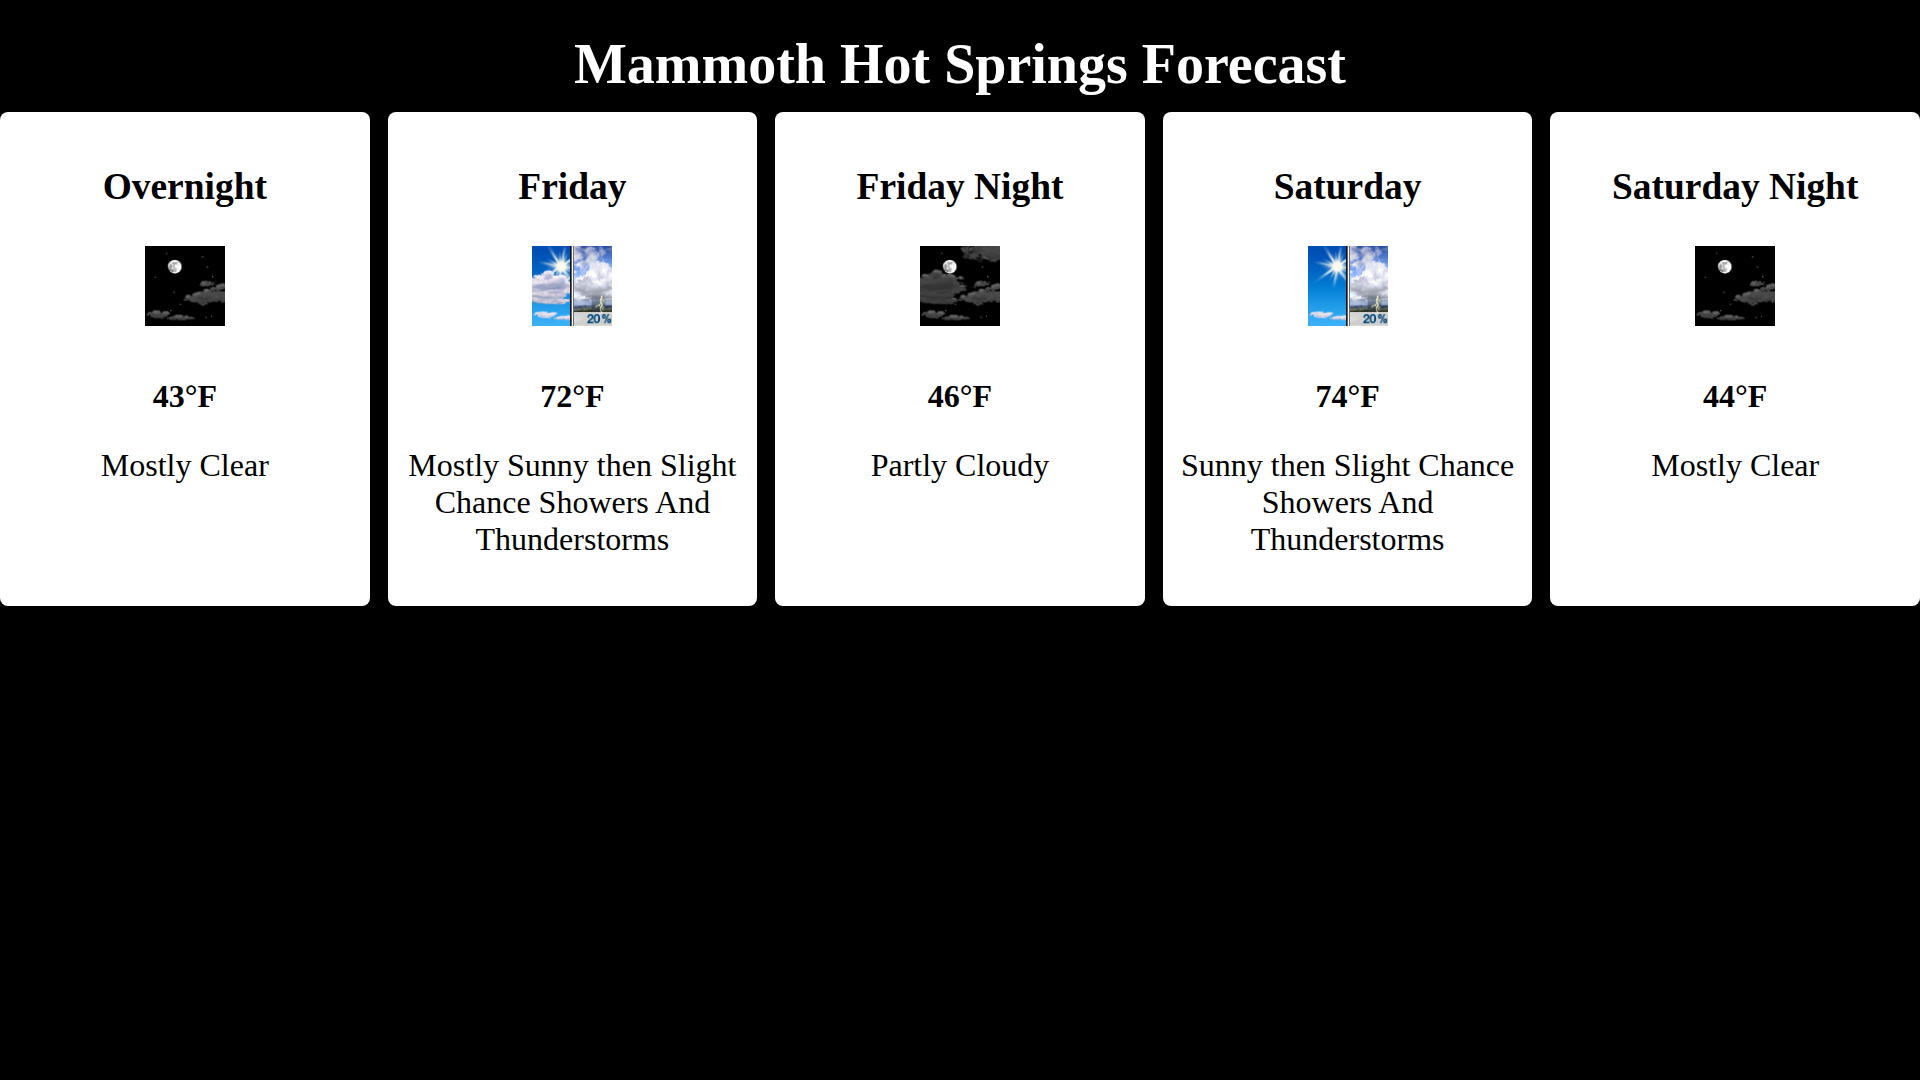 Mammoth Hot Springs Forecast
Overnight
43°F
Mostly Clear
Friday
20%
72°F
Mostly Sunny then Slight
Chance Showers And
Thunderstorms
Friday Night
46°F
Partly Cloudy
Saturday
20%
74°F
Sunny then Slight Chance
Showers And
Thunderstorms
Saturday Night
44°F
Mostly Clear